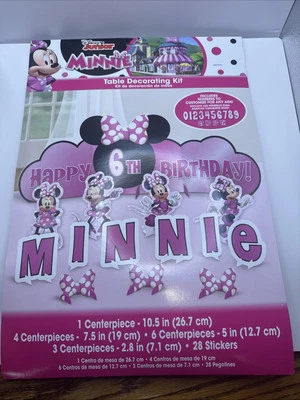 Disney Junior
MINNIE
Table Decorating Kit
Kit de decoración de mesa
INCLUDES
NUMBERS TO
CUSTOMIZE FOR ANY AGE!
0123456789
HAPPY 6TH BIRTHDAY!
MINNIE
1 Centerpiece - 10.5 in (26.7 cm)
4 Centerpieces - 7.5 in (19 cm) • 6 Centerpieces - 5 in (12.7 cm)
3 Centerpieces - 2.8 in (7.1 cm) • 28 Stickers
1 Centro de mesa de 26.7 cm • 4 Centros de mesa de 19 cm
6 Centros de mesa de 12.7 cm • 3 Centros de mesa de 7.1 cm • 28 Pegatinas